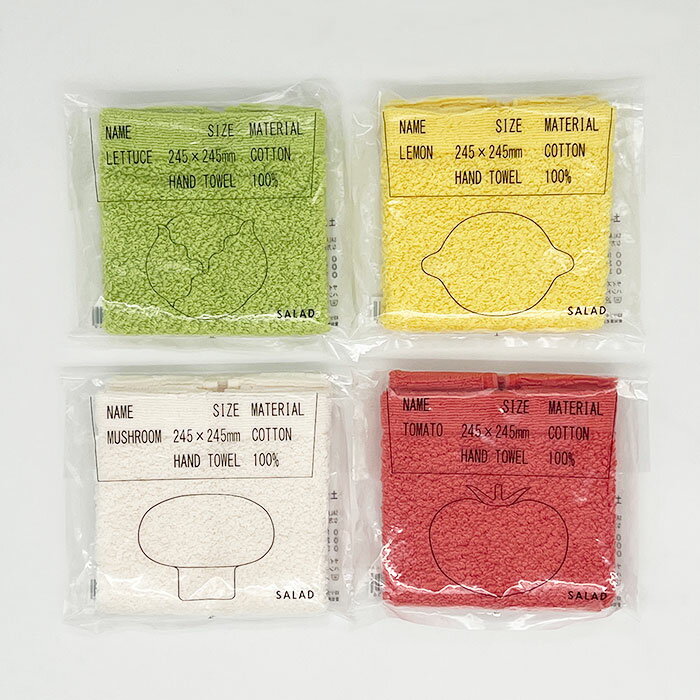 NAME SIZE MATERIAL
LETTUCE 245×245mm COTTON
HAND TOWEL 100%
SALAD
NAME SIZE MATERIAL
LEMON 245×245mm COTTON
HAND TOWEL 100%
SALAD
NAME SIZE MATERIAL
MUSHROOM 245×245mm COTTON
HAND TOWEL 100%
SALAD
NAME SIZE MATERIAL
TOMATO 245×245mm COTTON
HAND TOWEL 100%
SALAD